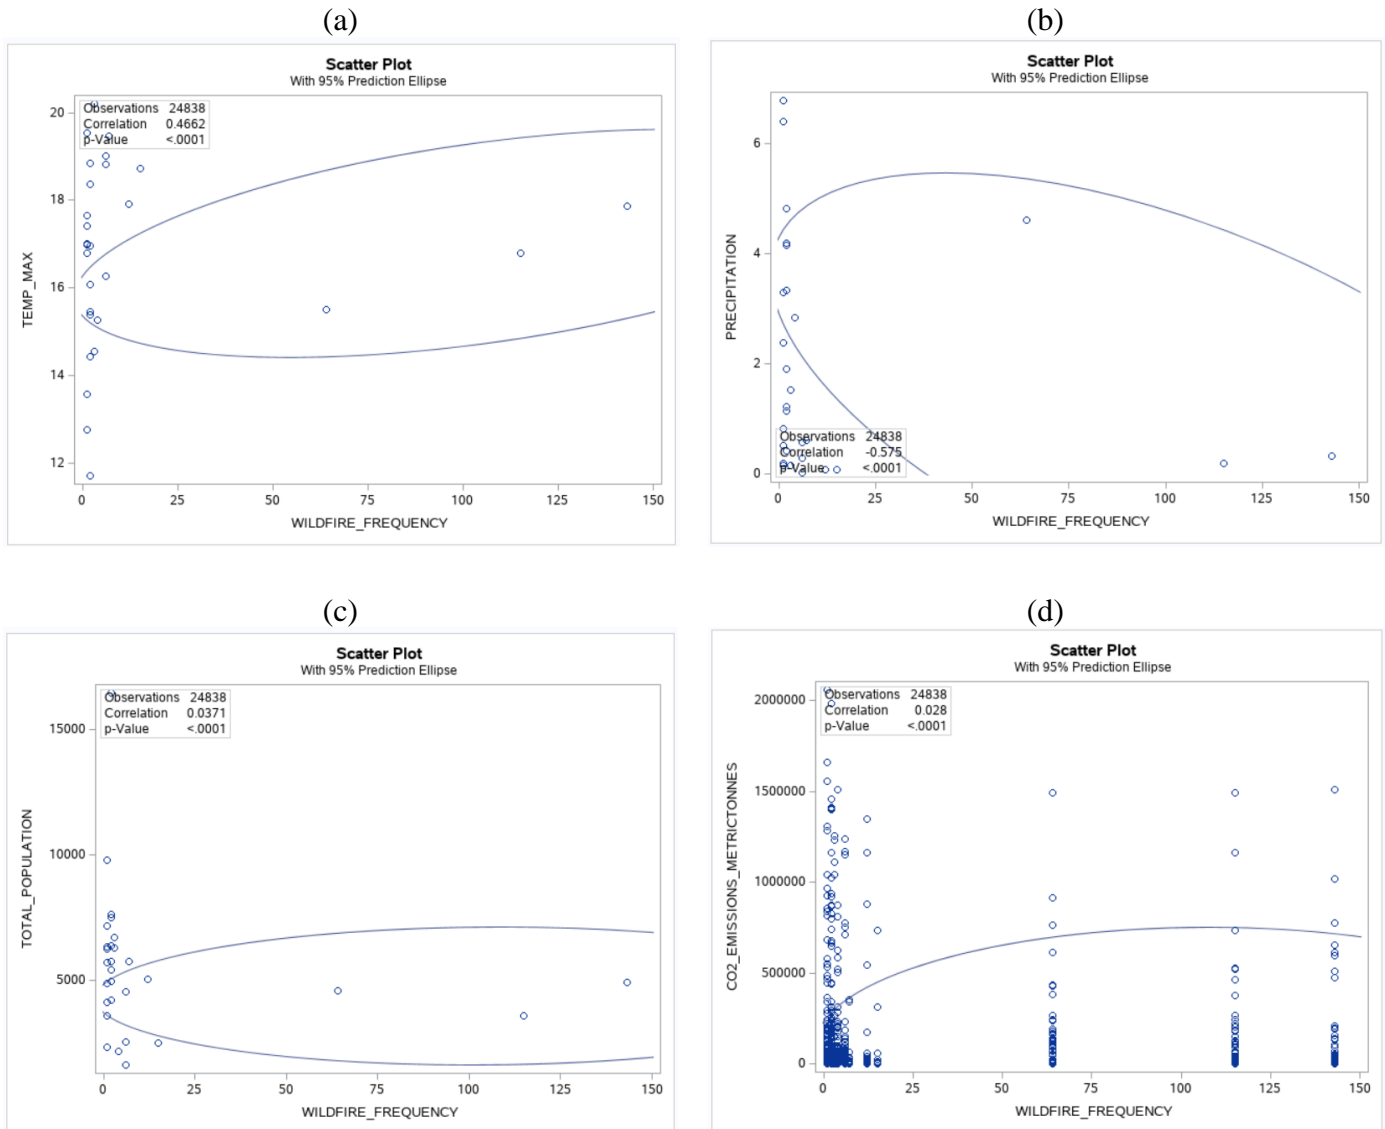 (a)
Scatter Plot
With 95% Prediction Ellipse
Observations 24838
Correlation 0.4662
p-Value <.0001
20
18
16
14
12
TEMP_MAX
0 25 50 75 100 125 150
WILDFIRE_FREQUENCY
(b)
Scatter Plot
With 95% Prediction Ellipse
6
4
2
0
PRECIPITATION
Observations 24838
Correlation -0.575
p-Value <.0001
0 25 50 75 100 125 150
WILDFIRE_FREQUENCY
(c)
Scatter Plot
With 95% Prediction Ellipse
Observations 24838
Correlation 0.0371
p-Value <.0001
15000
10000
5000
TOTAL_POPULATION
0 25 50 75 100 125 150
WILDFIRE_FREQUENCY
(d)
Scatter Plot
With 95% Prediction Ellipse
Observations 24838
Correlation 0.028
p-Value <.0001
2000000
1500000
1000000
500000
0
CO2_EMISSIONS_METRICTONNES
0 25 50 75 100 125 150
WILDFIRE_FREQUENCY